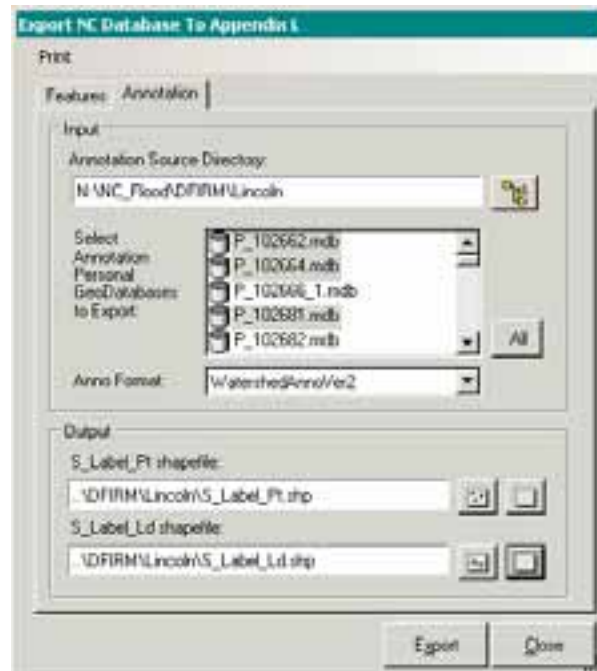 Export NC Database To Appendix L
Print
Features Annotation
Input
Annotation Source Directory:
N:\NC_Flood\DFIRM\Lincoln
Select
Annotation
Personal
GeoDatabases
to Export:
P_102662.mdb
P_102664.mdb
P_102666_1.mdb
P_102681.mdb
P_102682.mdb
All
Anno Format:
WatershedAnnoVer2
Output
S_Label_Pt shapefile:
..\DFIRM\Lincoln\S_Label_Pt.shp
S_Label_Ld shapefile:
..\DFIRM\Lincoln\S_Label_Ld.shp
Export Close